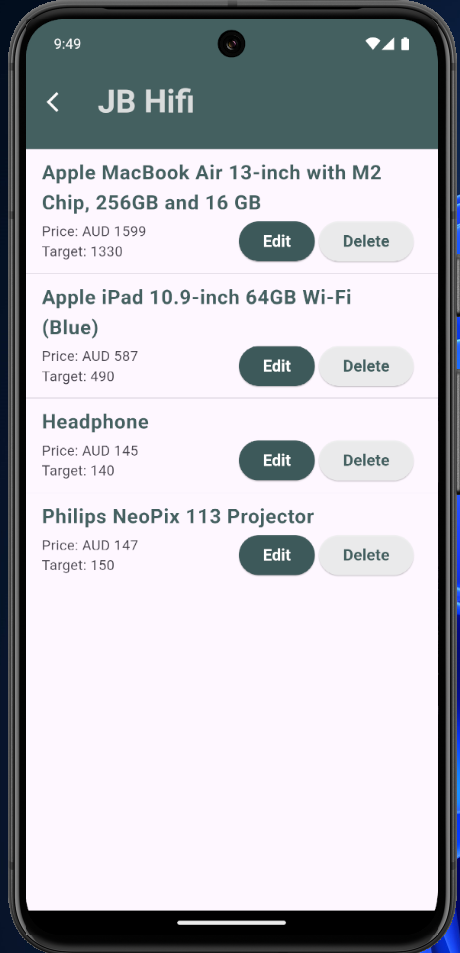 9:49
JB Hifi
Apple MacBook Air 13-inch with M2
Chip, 256GB and 16 GB
Price: AUD 1599
Target: 1330
Edit
Delete
Apple iPad 10.9-inch 64GB Wi-Fi
(Blue)
Price: AUD 587
Target: 490
Edit
Delete
Headphone
Price: AUD 145
Target: 140
Edit
Delete
Philips NeoPix 113 Projector
Price: AUD 147
Target: 150
Edit
Delete